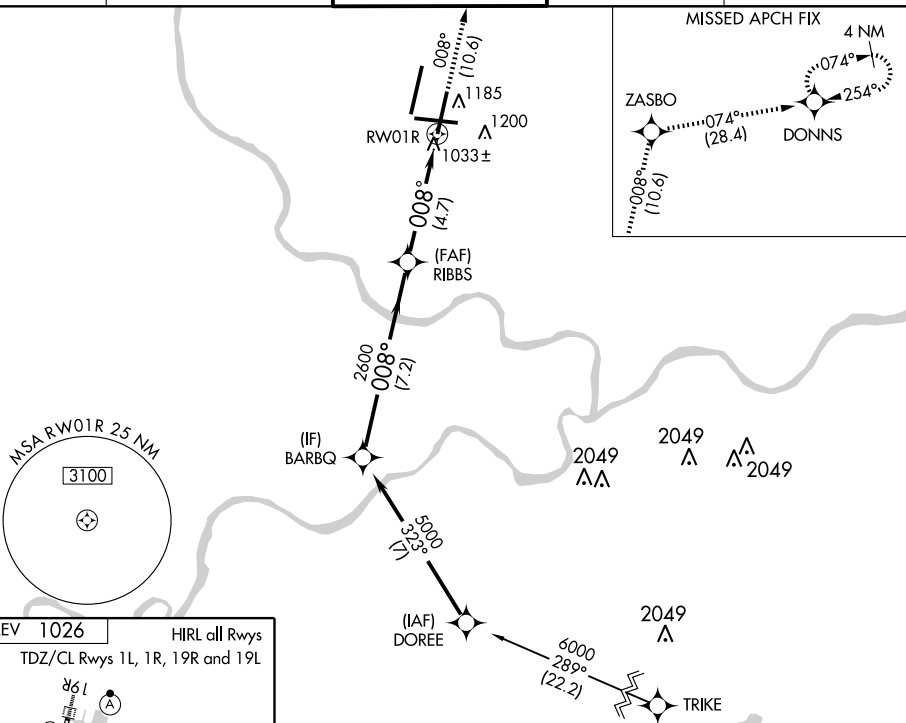 MISSED APCH FIX
4 NM
074°
254°
ZASBO
074°
(28.4)
DONNS
008°
(10.6)
008°
(10.6)
1185
1200
RW01R
1033±
008°
(4.7)
(FAF)
RIBBS
2600
008°
(7.2)
(IF)
BARBQ
MSA RW01R 25 NM
3100
2049
2049
2049
5000
323°
(7)
(IAF)
DOREE
2049
6000
289°
(22.2)
TRIKE
EV 1026
HIRL all Rwys
TDZ/CL Rwys 1L, 1R, 19R and 19L
19R
A